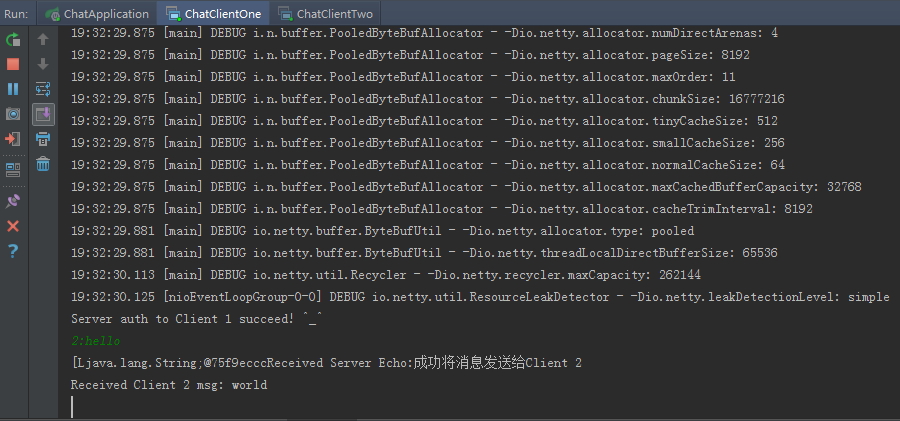 Run: ChatApplication ChatClientOne ChatClientTwo
19:32:29.875 [main] DEBUG i.n.buffer.PooledByteBufAllocator - -Dio.netty.allocator.numDirectArenas: 4
19:32:29.875 [main] DEBUG i.n.buffer.PooledByteBufAllocator - -Dio.netty.allocator.pageSize: 8192
19:32:29.875 [main] DEBUG i.n.buffer.PooledByteBufAllocator - -Dio.netty.allocator.maxOrder: 11
19:32:29.875 [main] DEBUG i.n.buffer.PooledByteBufAllocator - -Dio.netty.allocator.chunkSize: 16777216
19:32:29.875 [main] DEBUG i.n.buffer.PooledByteBufAllocator - -Dio.netty.allocator.tinyCacheSize: 512
19:32:29.875 [main] DEBUG i.n.buffer.PooledByteBufAllocator - -Dio.netty.allocator.smallCacheSize: 256
19:32:29.875 [main] DEBUG i.n.buffer.PooledByteBufAllocator - -Dio.netty.allocator.normalCacheSize: 64
19:32:29.875 [main] DEBUG i.n.buffer.PooledByteBufAllocator - -Dio.netty.allocator.maxCachedBufferCapacity: 32768
19:32:29.875 [main] DEBUG i.n.buffer.PooledByteBufAllocator - -Dio.netty.allocator.cacheTrimInterval: 8192
19:32:29.881 [main] DEBUG io.netty.buffer.ByteBufUtil - -Dio.netty.allocator.type: pooled
19:32:29.881 [main] DEBUG io.netty.buffer.ByteBufUtil - -Dio.netty.threadLocalDirectBufferSize: 65536
19:32:30.113 [main] DEBUG io.netty.util.Recycler - -Dio.netty.recycler.maxCapacity: 262144
19:32:30.125 [nioEventLoopGroup-0-0] DEBUG io.netty.util.ResourceLeakDetector - -Dio.netty.leakDetectionLevel: simple
Server auth to Client 1 succeed! ^_^
2:hello
[Ljava.lang.String;@75f9ecccReceived Server Echo:成功将消息发送给Client 2
Received Client 2 msg: world